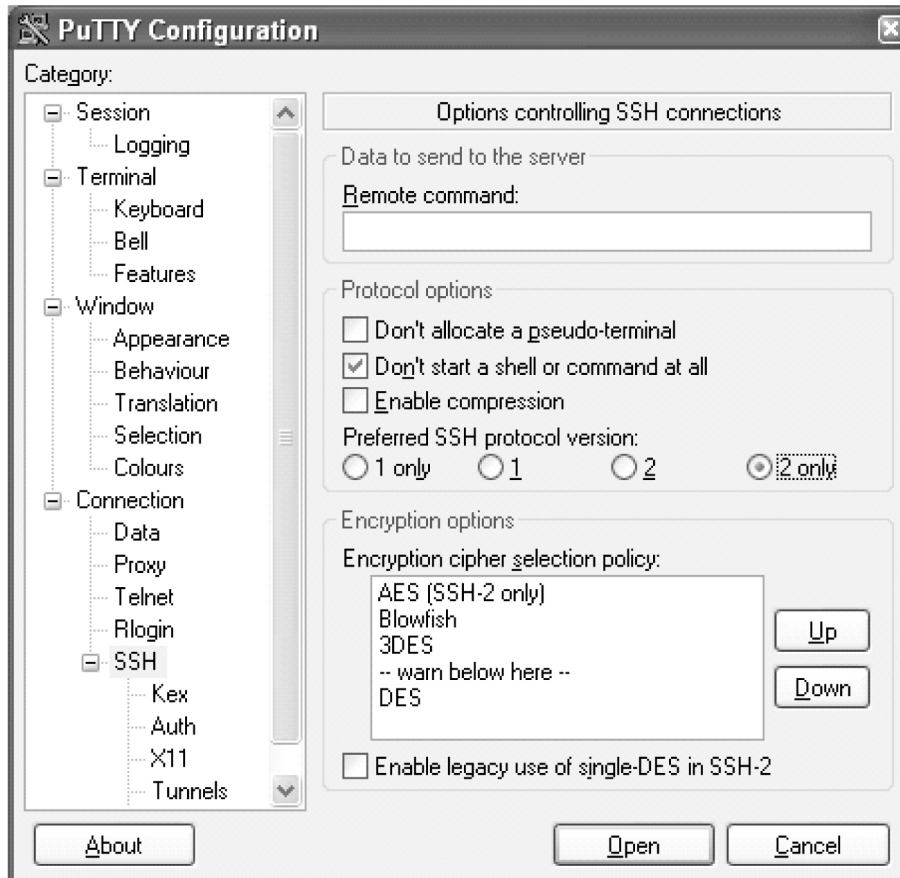 PuTTY Configuration
Category:
Session
Logging
Terminal
Keyboard
Bell
Features
Window
Appearance
Behaviour
Translation
Selection
Colours
Connection
Data
Proxy
Telnet
Rlogin
SSH
Kex
Auth
X11
Tunnels
Options controlling SSH connections
Data to send to the server
Remote command:
Protocol options
Don't allocate a pseudo-terminal
Don't start a shell or command at all
Enable compression
Preferred SSH protocol version:
1 only 1 2 2 only
Encryption options
Encryption cipher selection policy:
AES (SSH-2 only)
Blowfish
3DES
-- warn below here --
DES
Up
Down
Enable legacy use of single-DES in SSH-2
About Open Cancel